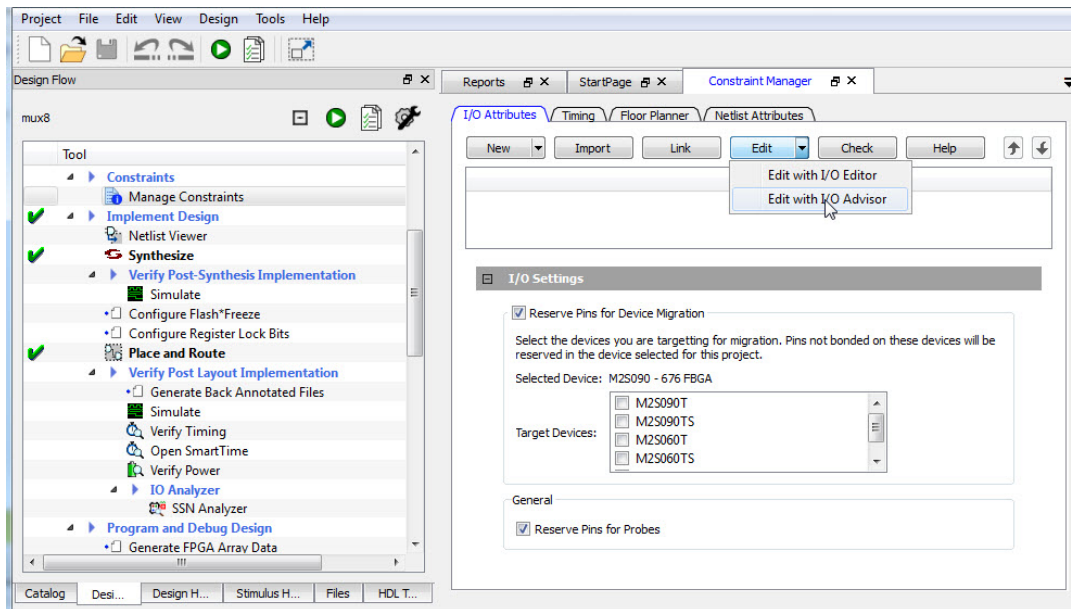 Project File Edit View Design Tools Help
Design Flow
Reports StartPage Constraint Manager
mux8
I/O Attributes Timing Floor Planner Netlist Attributes
Tool
New Import Link Edit Check Help
Constraints
Edit with I/O Editor
Manage Constraints
Edit with I/O Advisor
Implement Design
Netlist Viewer
Synthesize
Verify Post-Synthesis Implementation
I/O Settings
Simulate
Configure Flash*Freeze
Reserve Pins for Device Migration
Configure Register Lock Bits
Select the devices you are targetting for migration. Pins not bonded on these devices will be
reserved in the device selected for this project.
Place and Route
Verify Post Layout Implementation
Selected Device: M2S090 - 676 FBGA
Generate Back Annotated Files
M2S090T
Simulate
M2S090TS
Verify Timing
Target Devices:
M2S060T
Open SmartTime
M2S060TS
Verify Power
IO Analyzer
General
SSN Analyzer
Reserve Pins for Probes
Program and Debug Design
Generate FPGA Array Data
Catalog Desi... Design H... Stimulus H... Files HDL T...